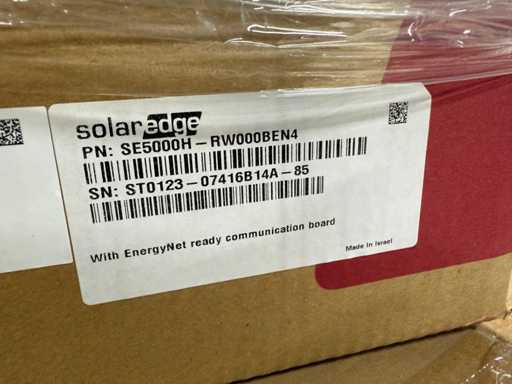 solaredge
PN: SE5000H-RW000BEN4
SN: ST0123-07416B14A-85
With EnergyNet ready communication board
Made in Israel